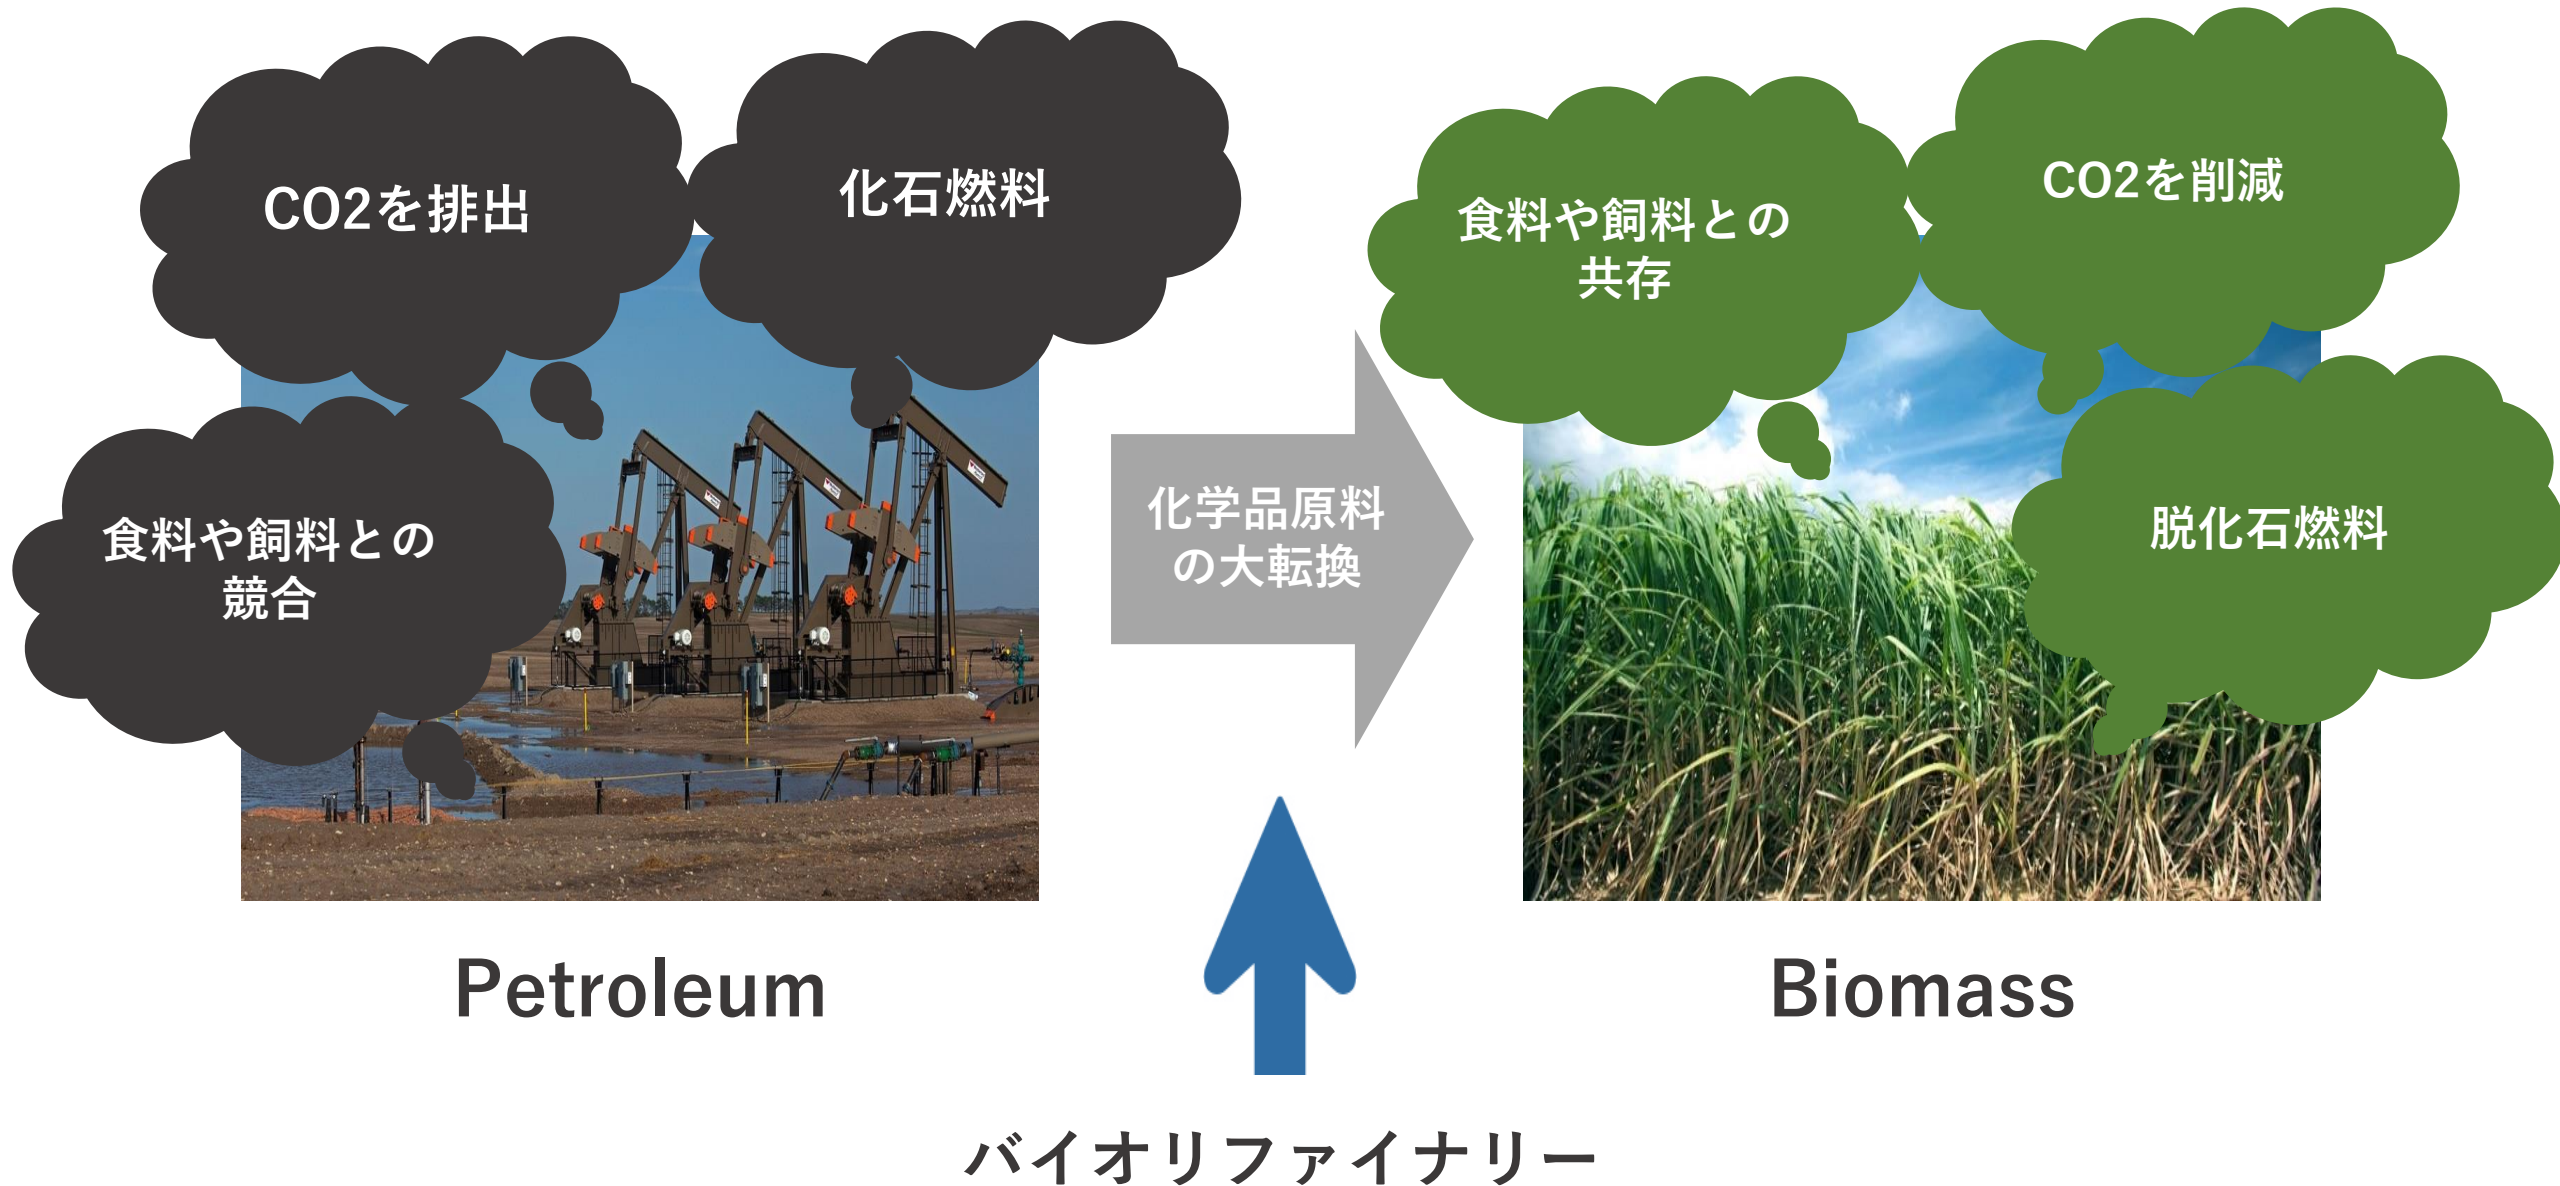 CO2を排出
化石燃料
食料や飼料との
競合
化学品原料
の大転換
食料や飼料との
共存
CO2を削減
脱化石燃料
Petroleum
Biomass
バイオリファイナリー